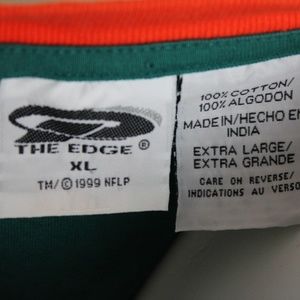 THE EDGE ®
XL
TM/©1999 NFLP
100% COTTON/
100% ALGODON
MADE IN/HECHO EN
INDIA
EXTRA LARGE/
EXTRA GRANDE
CARE ON REVERSE/
INDICATIONS AU VERSO